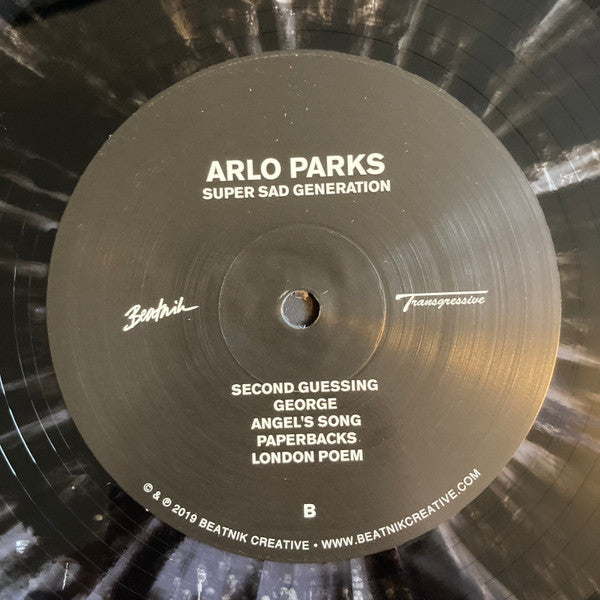 ARLO PARKS
SUPER SAD GENERATION
Beatnik
Transgressive
SECOND GUESSING
GEORGE
ANGEL'S SONG
PAPERBACKS
LONDON POEM
B
© & ℗ 2019 BEATNIK CREATIVE • WWW.BEATNIKCREATIVE.COM